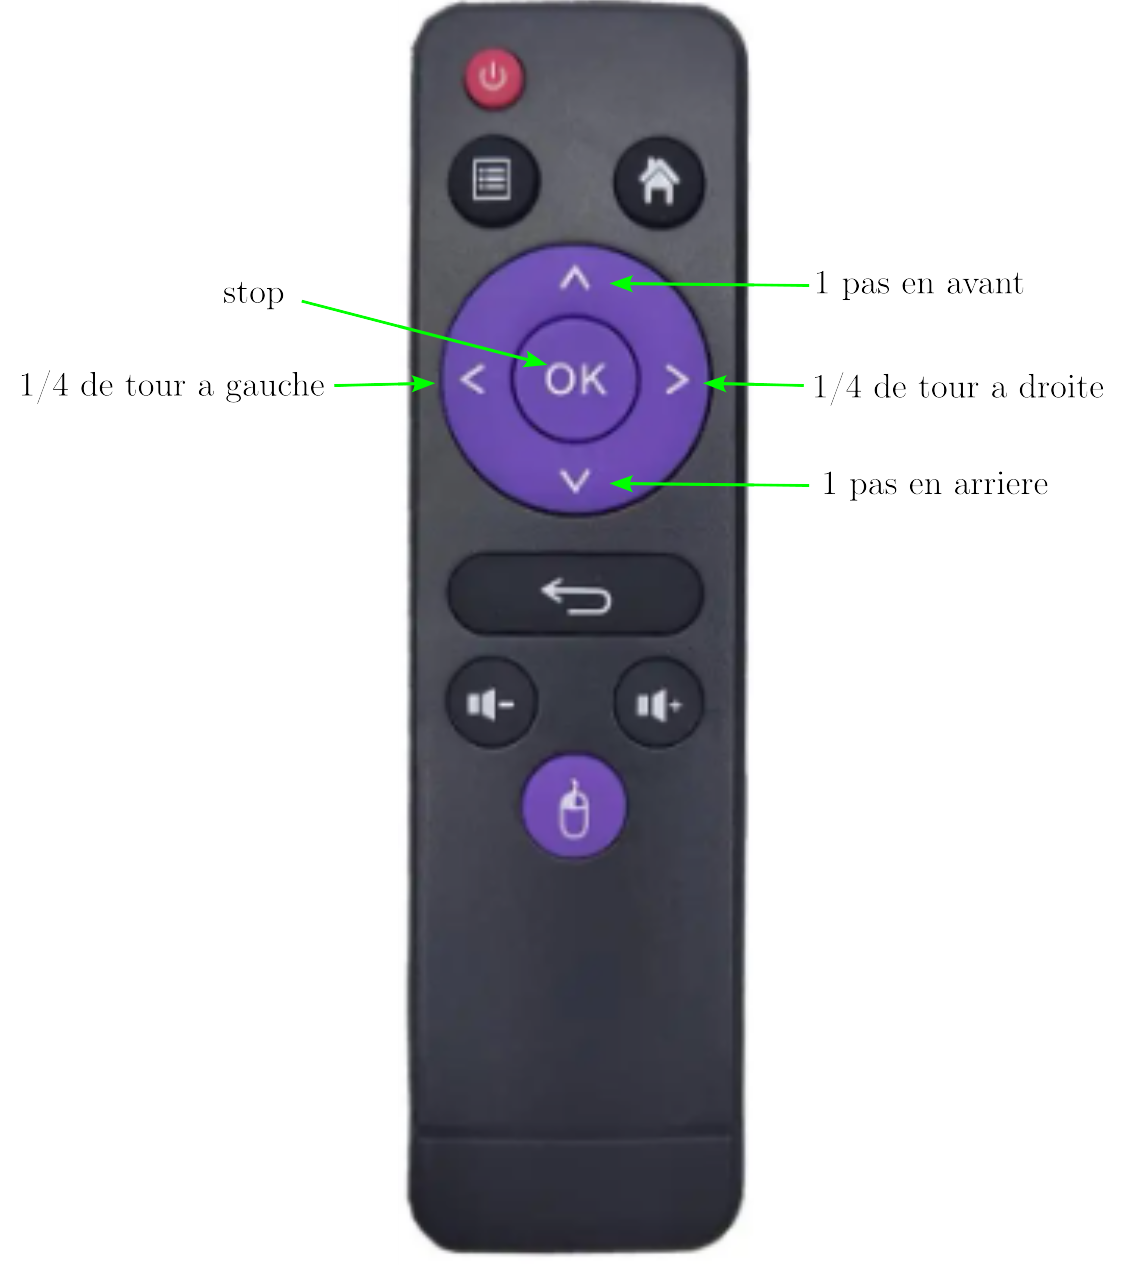 1 pas en avant
stop
OK
1/4 de tour a gauche
1/4 de tour a droite
1 pas en arriere